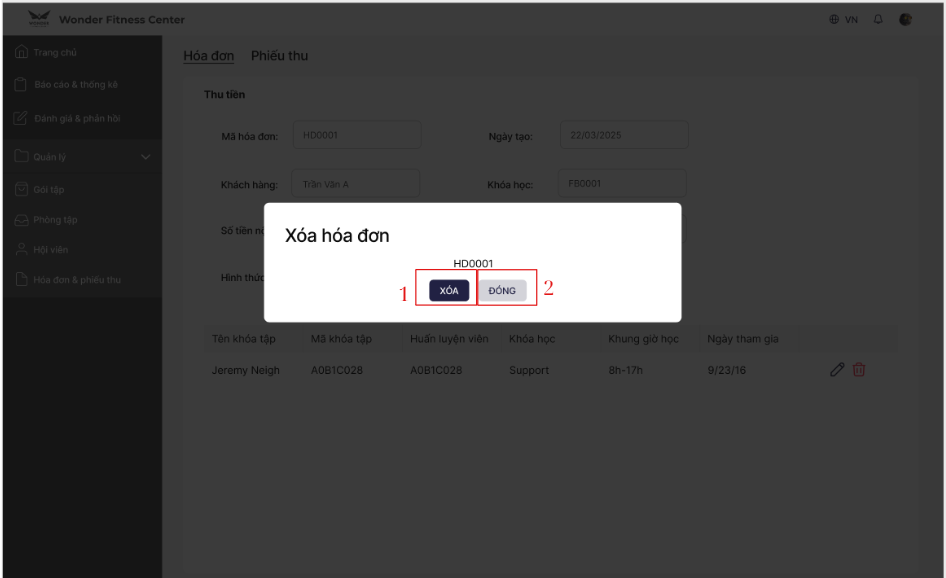 Wonder Fitness Center
VN
Trang chủ
Báo cáo & thống kê
Đánh giá & phản hồi
Quản lý
Gói tập
Phòng tập
Hội viên
Hóa đơn & phiếu thu
Hóa đơn Phiếu thu
Thu tiền
Mã hóa đơn: HD0001 Ngày tạo: 22/03/2025
Khách hàng: Trần Văn A Khóa học: FB0001
Số tiền
Hình thức
Xóa hóa đơn
HD0001
1 XÓA ĐÓNG 2
Tên khóa tập Mã khóa tập Huấn luyện viên Khóa học Khung giờ học Ngày tham gia
Jeremy Neigh A0B1C028 A0B1C028 Support 8h-17h 9/23/16